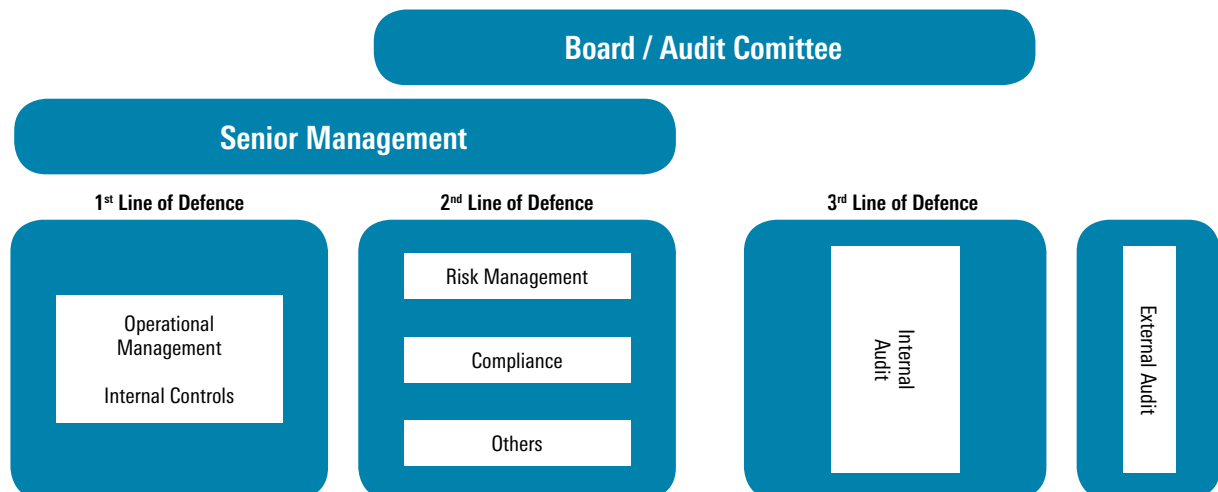 Board / Audit Comittee
Senior Management
1st Line of Defence
2nd Line of Defence
3rd Line of Defence
Operational
Management
Internal Controls
Risk Management
Compliance
Others
Internal
Audit
External Audit